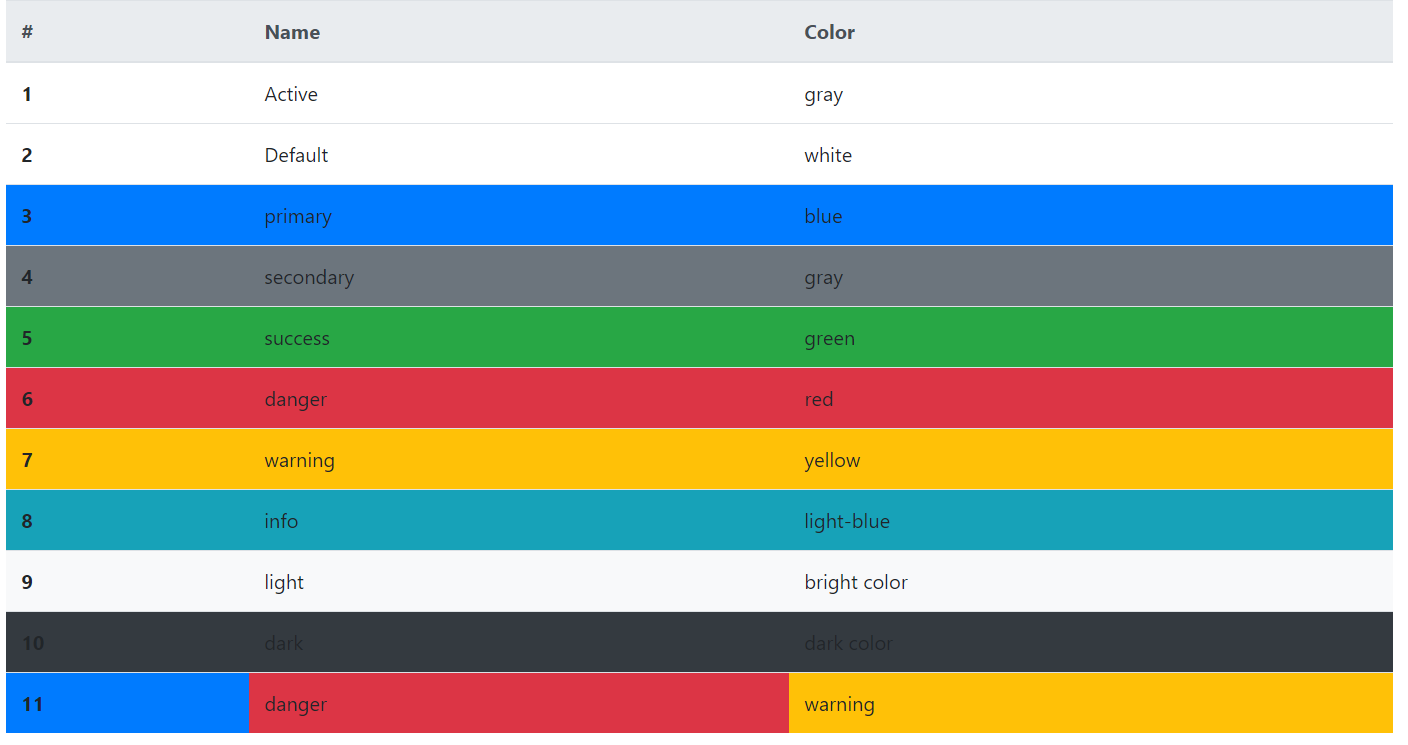 # Name Color
1 Active gray
2 Default white
3 primary blue
4 secondary gray
5 success green
6 danger red
7 warning yellow
8 info light-blue
9 light bright color
10 dark dark color
11 danger warning